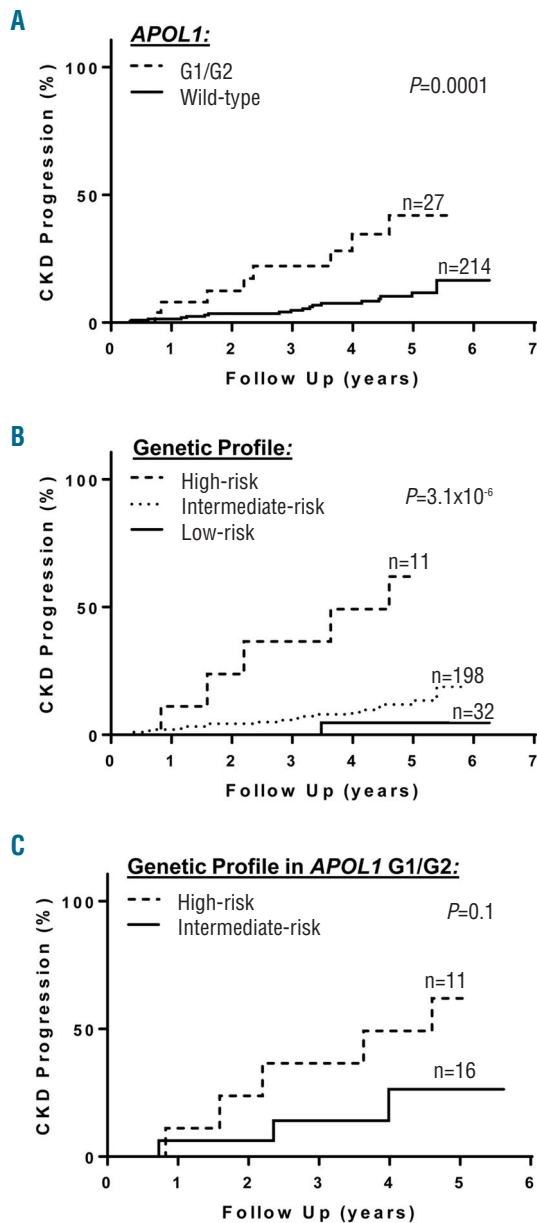 A
APOL1:
G1/G2
Wild-type
P=0.0001
CKD Progression (%)
100
50
0
n=27
n=214
0 1 2 3 4 5 6 7
Follow Up (years)
B
Genetic Profile:
High-risk
Intermediate-risk
Low-risk
P=3.1x10⁻⁶
CKD Progression (%)
100
50
0
n=11
n=198
n=32
0 1 2 3 4 5 6 7
Follow Up (years)
C
Genetic Profile in APOL1 G1/G2:
High-risk
Intermediate-risk
P=0.1
CKD Progression (%)
100
50
0
n=11
n=16
0 1 2 3 4 5 6
Follow Up (years)